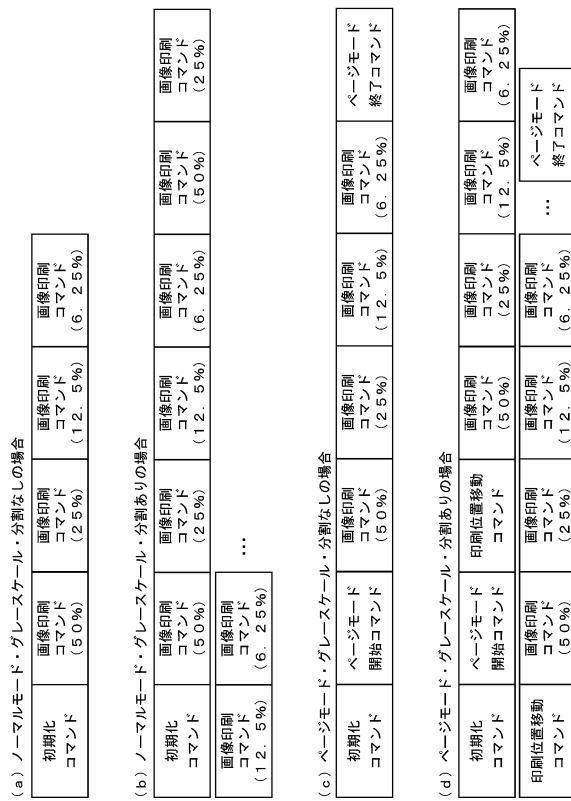 (a) ノーマルモード・グレースケール・分割なしの場合
初期化
コマンド
画像印刷
コマンド
(50%)
画像印刷
コマンド
(25%)
画像印刷
コマンド
(12.5%)
画像印刷
コマンド
(6.25%)
(b) ノーマルモード・グレースケール・分割ありの場合
初期化
コマンド
画像印刷
コマンド
(50%)
画像印刷
コマンド
(25%)
画像印刷
コマンド
(12.5%)
画像印刷
コマンド
(6.25%)
画像印刷
コマンド
(50%)
画像印刷
コマンド
(25%)
画像印刷
コマンド
(12.5%)
画像印刷
コマンド
(6.25%)
…
(c) ページモード・グレースケール・分割なしの場合
初期化
コマンド
ページモード
開始コマンド
画像印刷
コマンド
(50%)
画像印刷
コマンド
(25%)
画像印刷
コマンド
(12.5%)
画像印刷
コマンド
(6.25%)
ページモード
終了コマンド
(d) ページモード・グレースケール・分割ありの場合
初期化
コマンド
ページモード
開始コマンド
印刷位置移動
コマンド
画像印刷
コマンド
(50%)
画像印刷
コマンド
(25%)
画像印刷
コマンド
(12.5%)
画像印刷
コマンド
(6.25%)
印刷位置移動
コマンド
画像印刷
コマンド
(50%)
画像印刷
コマンド
(25%)
画像印刷
コマンド
(12.5%)
画像印刷
コマンド
(6.25%)
…
ページモード
終了コマンド